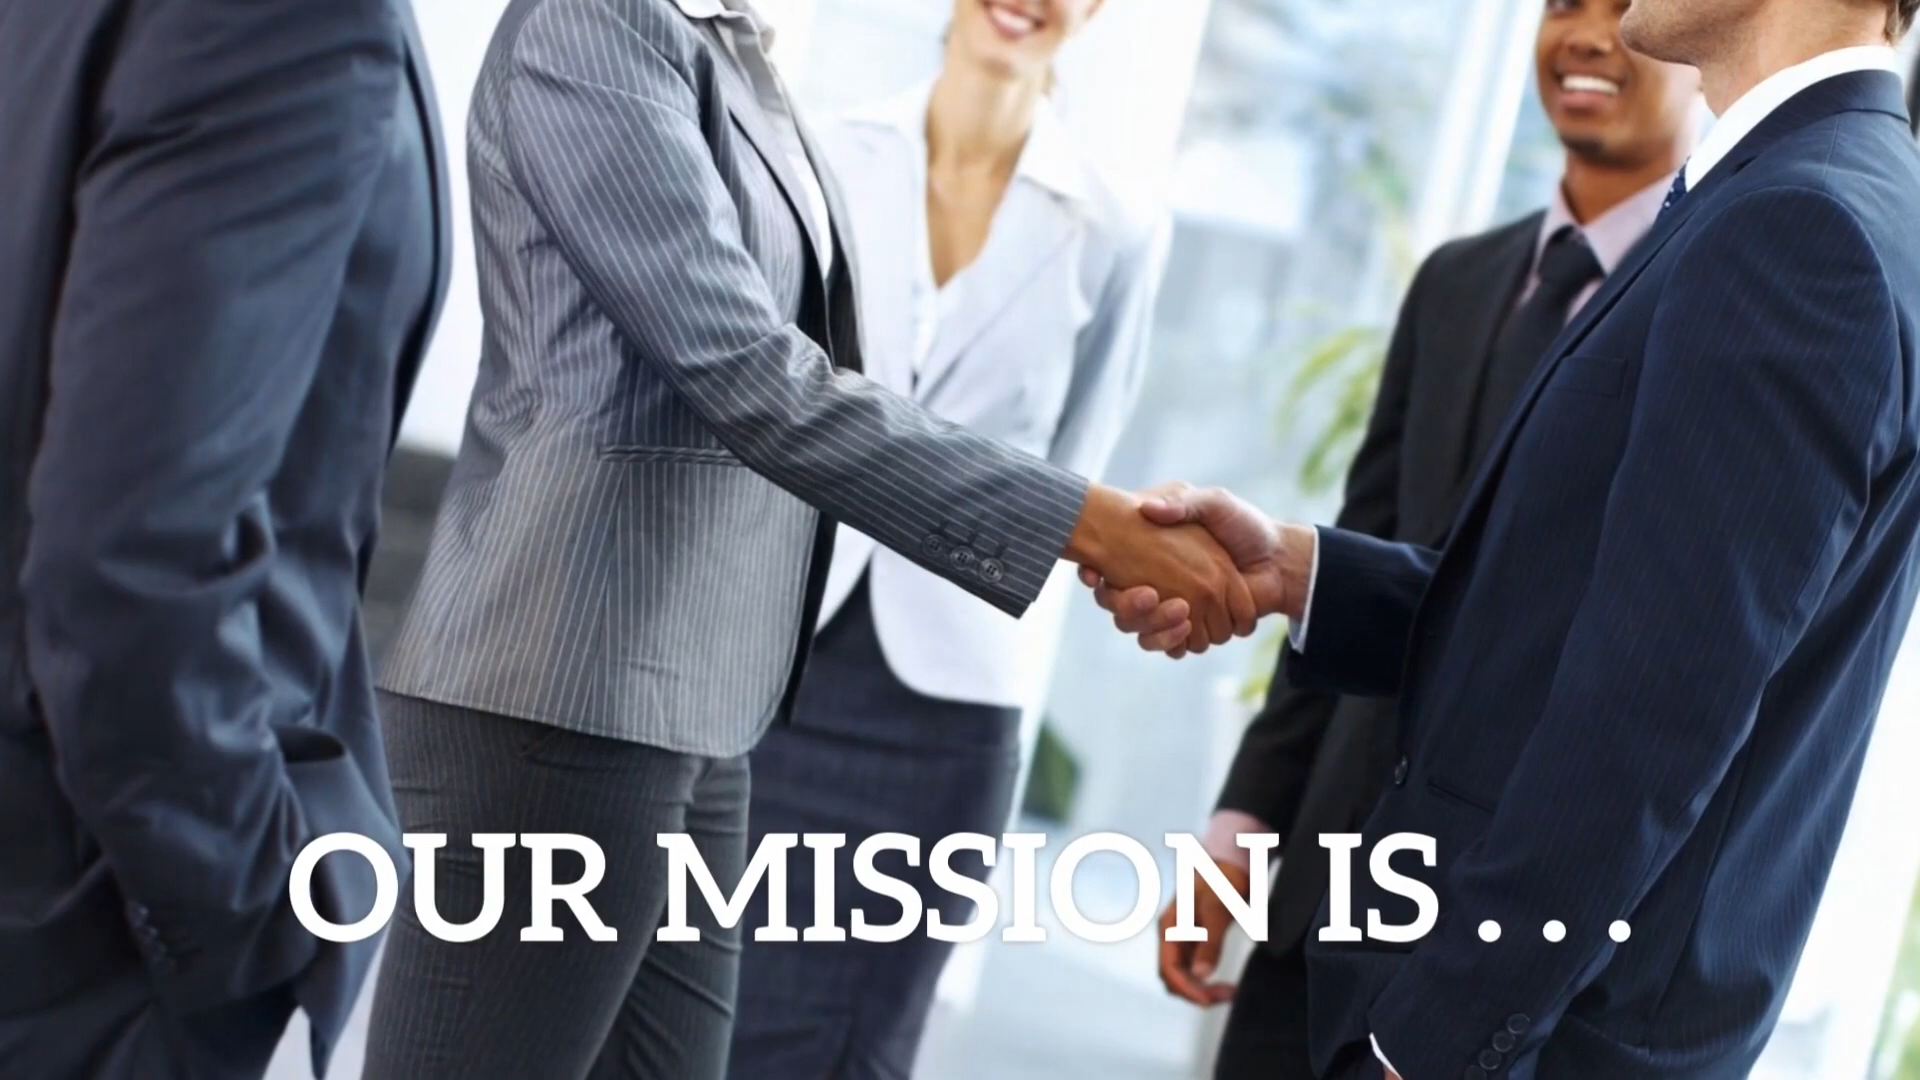 OUR MISSION IS . . .